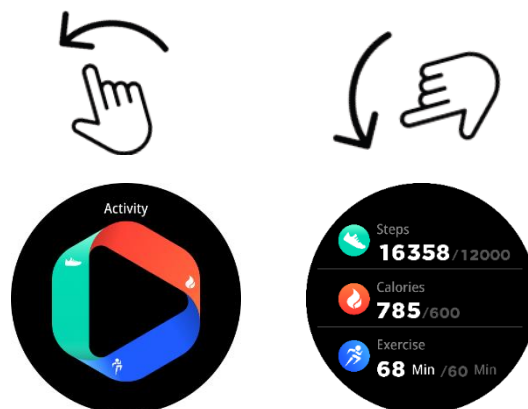 Activity
Steps
16358/12000
Calories
785/600
Exercise
68 Min /60 Min